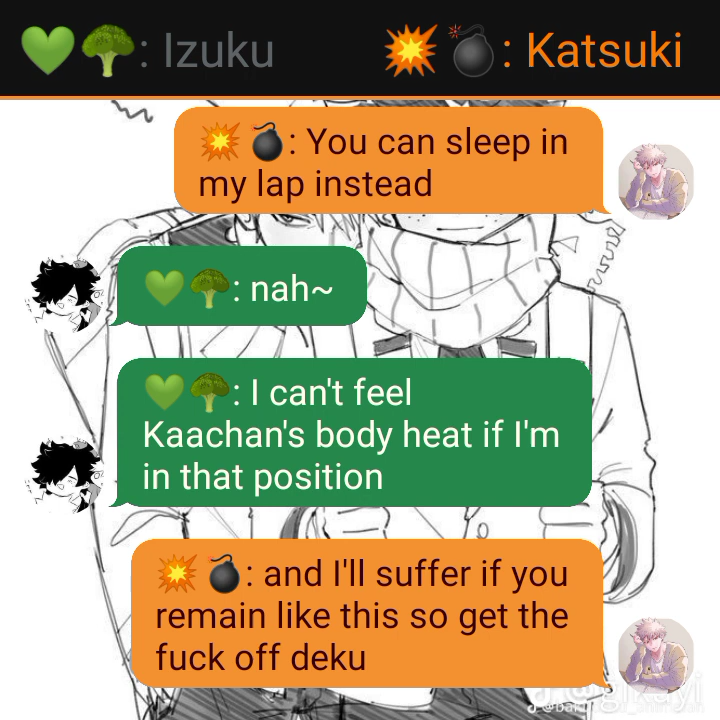 💚🥦: Izuku
💥💣: Katsuki
💥💣: You can sleep in
my lap instead
💚🥦: nah~
💚🥦: I can't feel
Kaachan's body heat if I'm
in that position
💥💣: and I'll suffer if you
remain like this so get the
fuck off deku